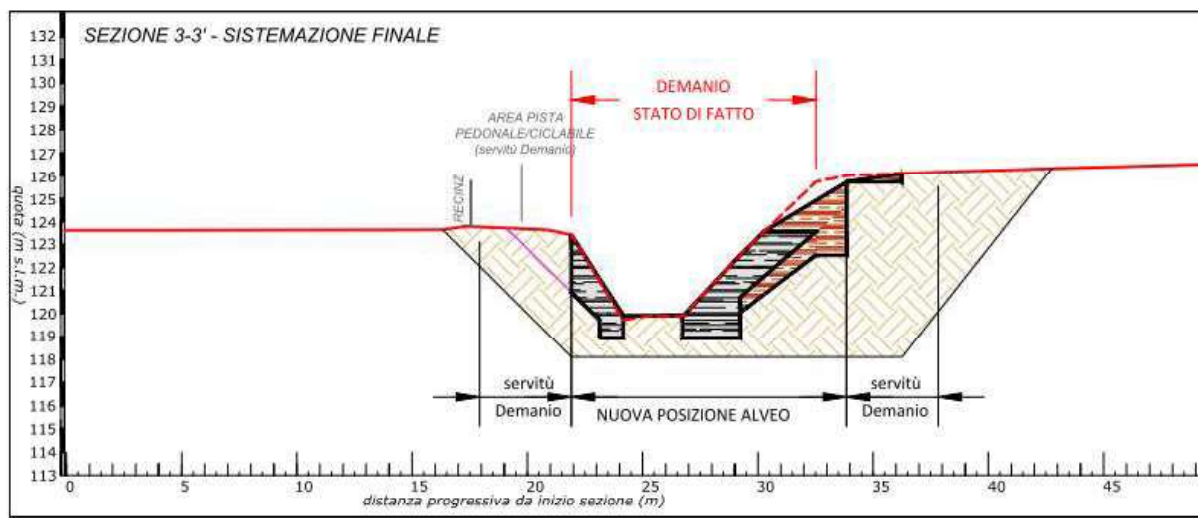 SEZIONE 3-3' - SISTEMAZIONE FINALE
132
131
130
129
128
127
126
125
124
123
122
121
120
119
118
117
116
115
114
113
quota (m s.l.m.)
DEMANIO
STATO DI FATTO
AREA PISTA
PEDONALE/CICLABILE
(servitù Demanio)
RECINZ
servitù
Demanio
NUOVA POSIZIONE ALVEO
servitù
Demanio
0 5 10 15 20 25 30 35 40 45
distanza progressiva da inizio sezione (m)